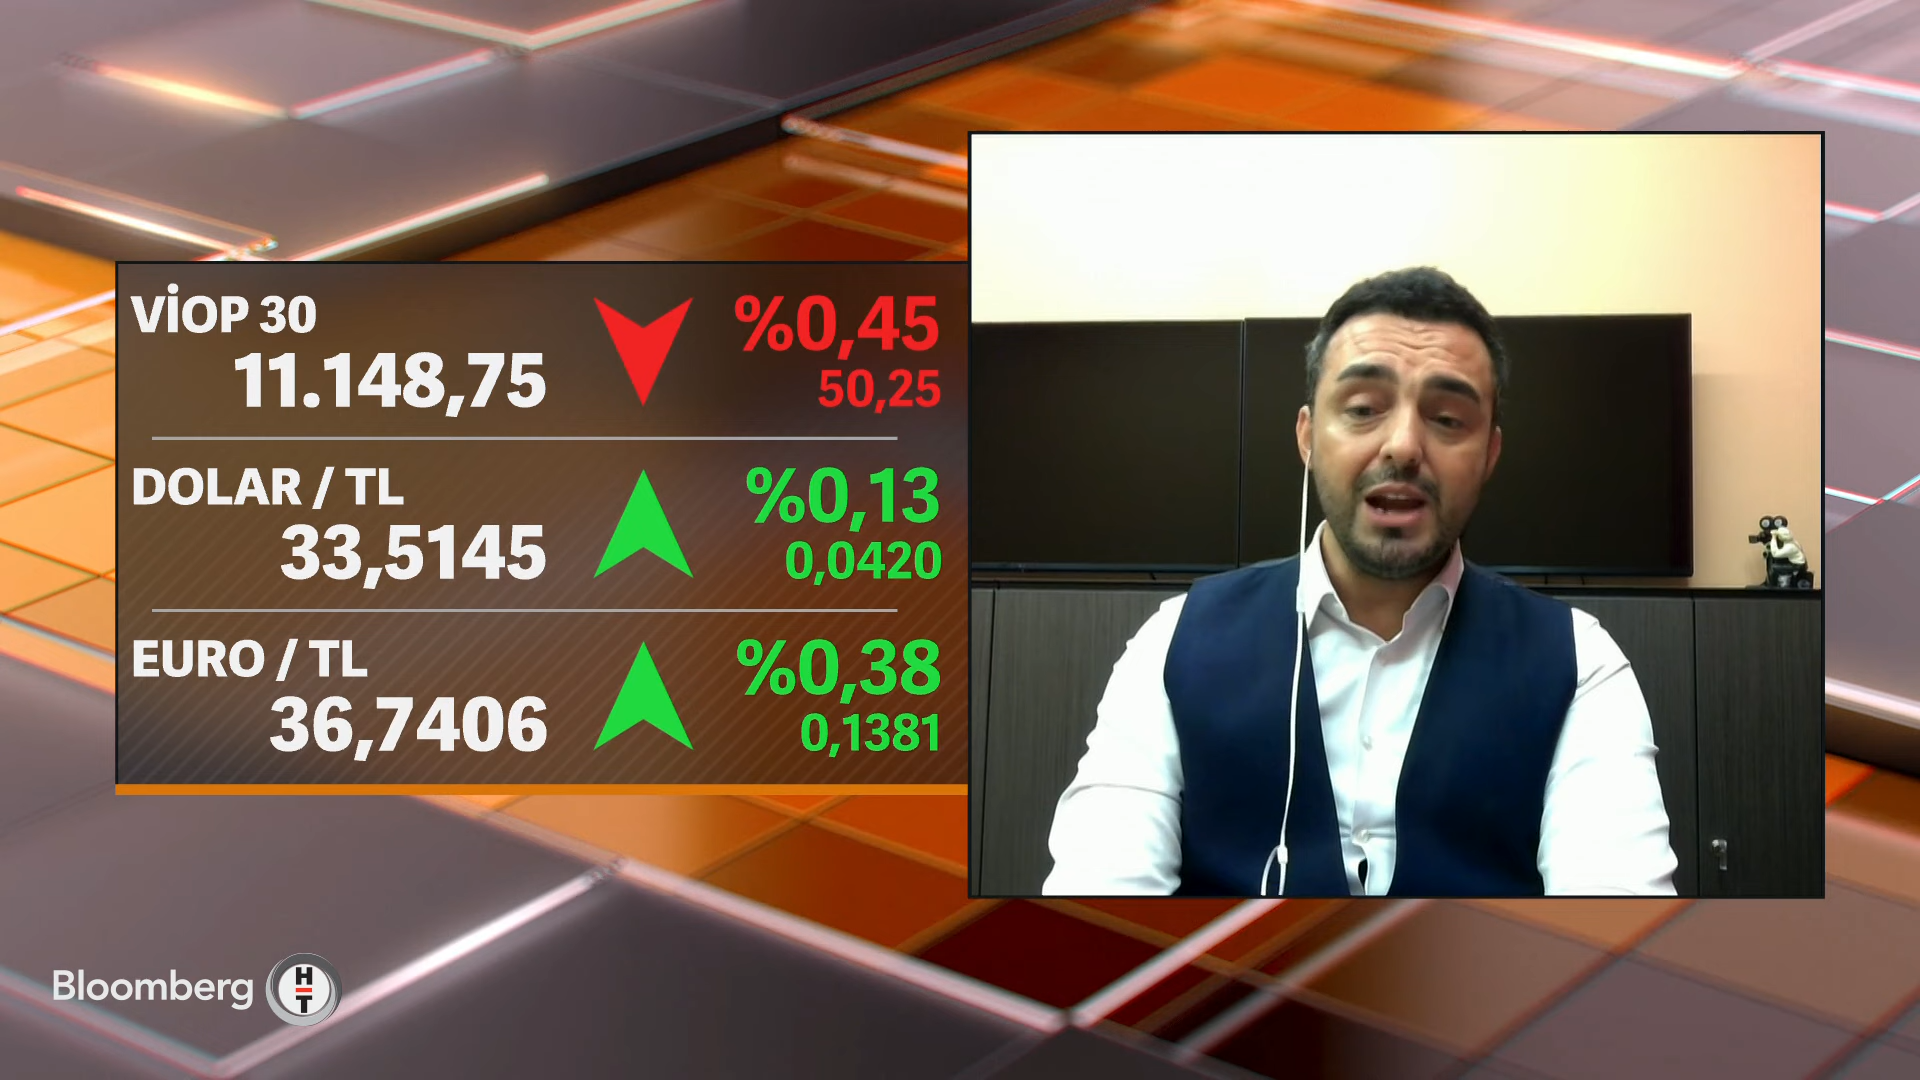 VİOP 30
11.148,75
%0,45
50,25
DOLAR / TL
33,5145
%0,13
0,0420
EURO / TL
36,7406
%0,38
0,1381
Bloomberg HT